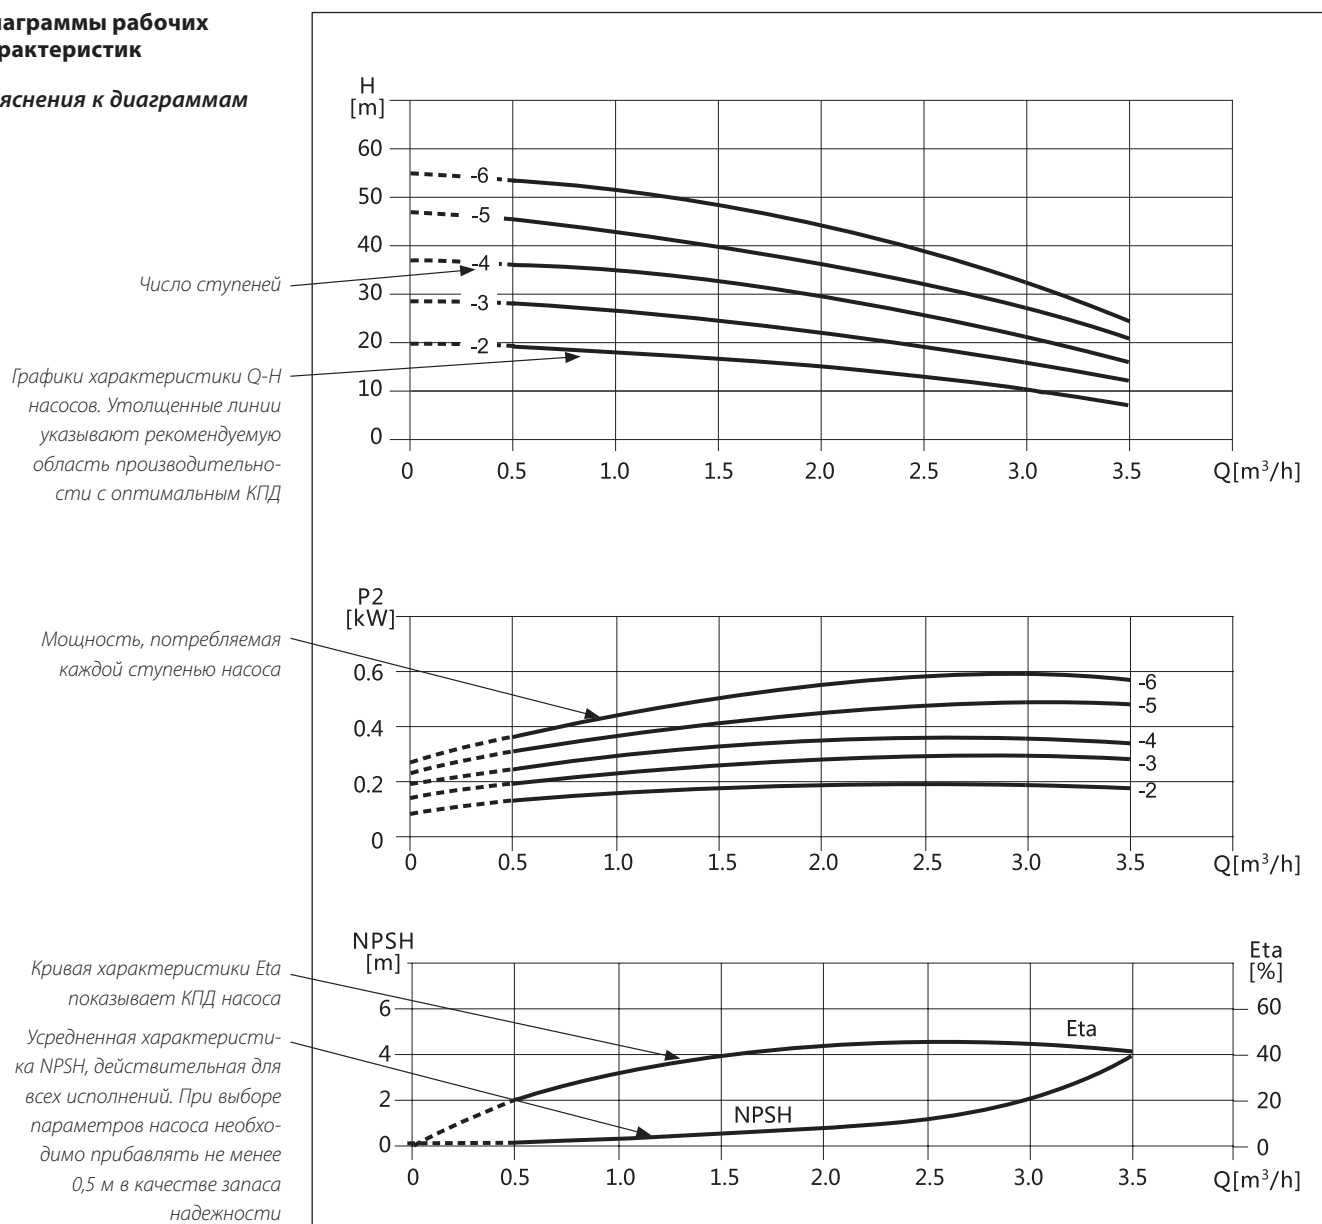 иаграммы рабочих
рактеристик
яснения к диаграммам
Число ступеней
Графики характеристики Q-H
насосов. Утолщенные линии
указывают рекомендуемую
область производительно-
сти с оптимальным КПД
H
[m]
60
50
40
30
20
10
0
-6
-5
-4
-3
-2
0 0.5 1.0 1.5 2.0 2.5 3.0 3.5 Q[m³/h]
Мощность, потребляемая
каждой ступенью насоса
P2
[kW]
0.6
0.4
0.2
0
-6
-5
-4
-3
-2
0 0.5 1.0 1.5 2.0 2.5 3.0 3.5 Q[m³/h]
Кривая характеристики Eta
показывает КПД насоса
Усредненная характеристи-
ка NPSH, действительная для
всех исполнений. При выборе
параметров насоса необхо-
димо прибавлять не менее
0,5 м в качестве запаса
надежности
NPSH
[m]
6
4
2
0
Eta
NPSH
Eta
[%]
60
40
20
0
0 0.5 1.0 1.5 2.0 2.5 3.0 3.5 Q[m³/h]